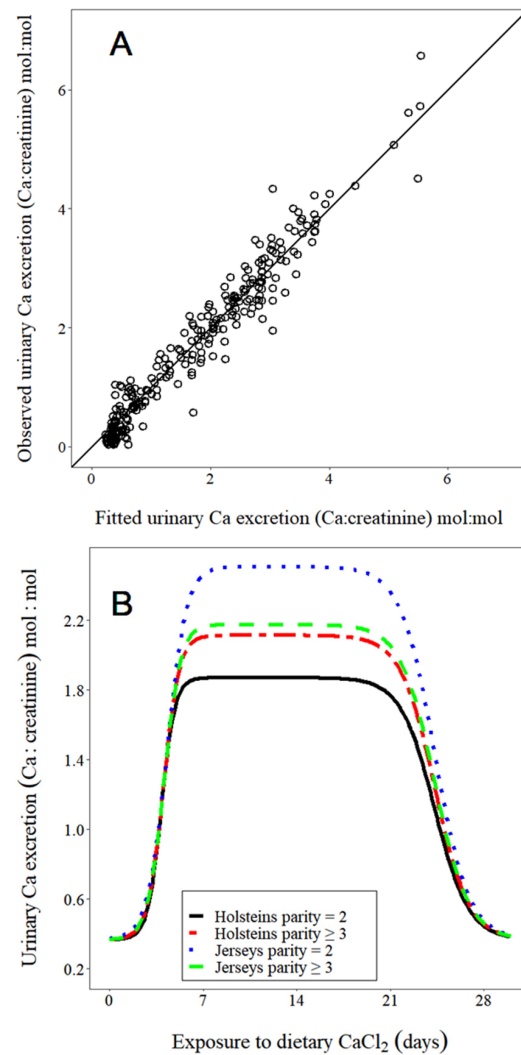 A
Observed urinary Ca excretion (Ca:creatinine) mol:mol
6
4
2
0
0 2 4 6
Fitted urinary Ca excretion (Ca:creatinine) mol:mol
B
Urinary Ca excretion (Ca : creatinine) mol : mol
2.2
1.8
1.4
1.0
0.6
0.2
Holsteins parity = 2
Holsteins parity ≥ 3
Jerseys parity = 2
Jerseys parity ≥ 3
0 7 14 21 28
Exposure to dietary CaCl₂ (days)